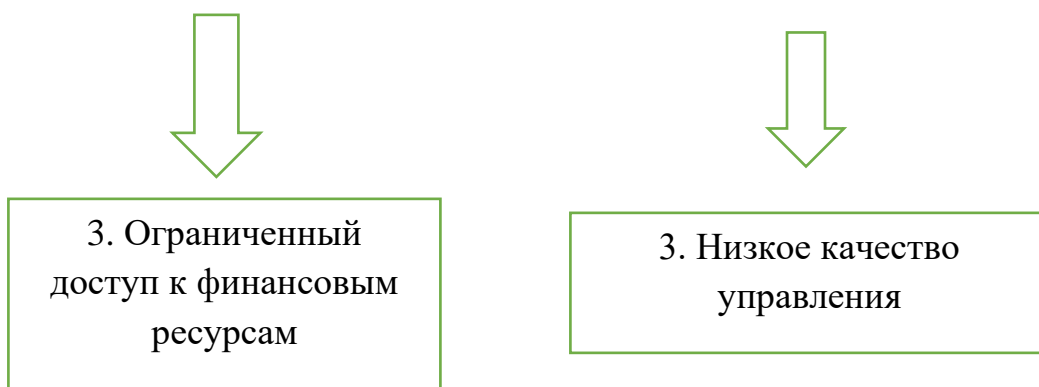 3. Ограниченный
доступ к финансовым
ресурсам
3. Низкое качество
управления